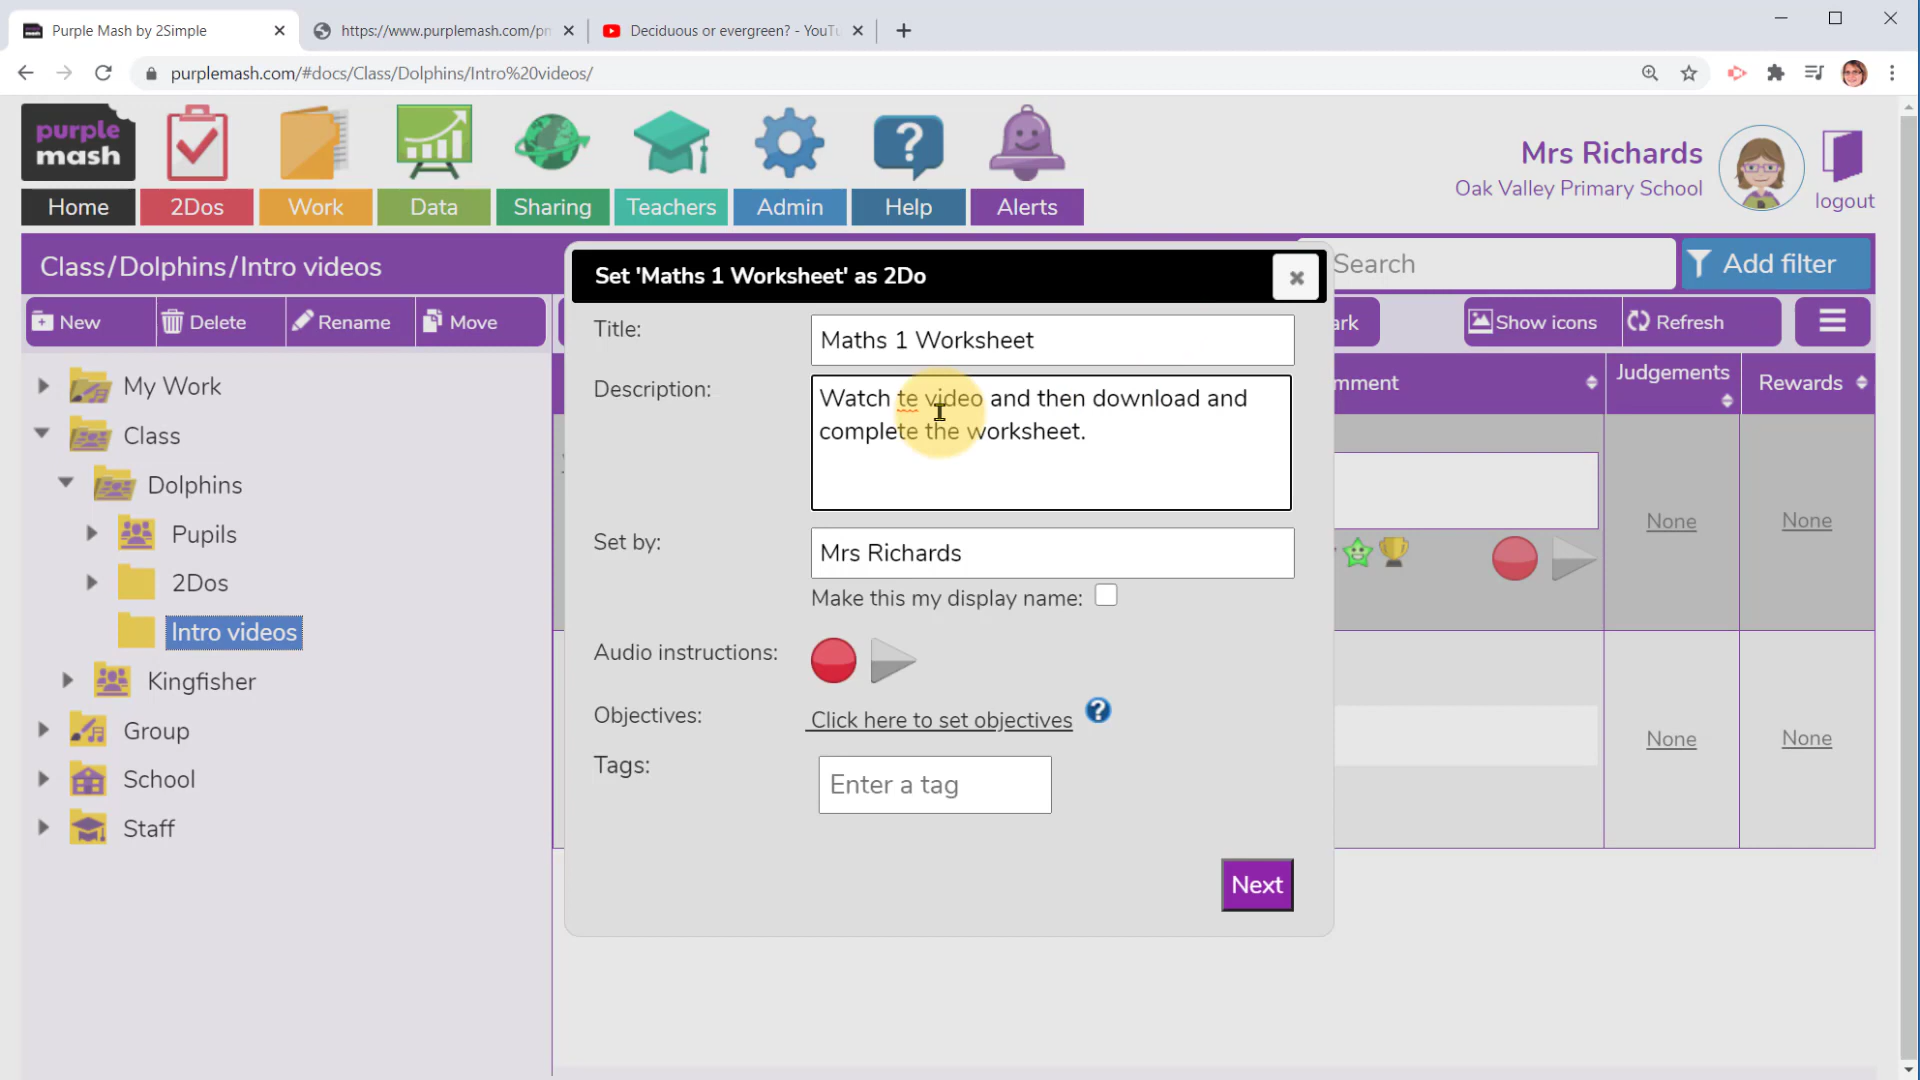 Purple Mash by 2Simple
https://www.purplemash.com/pm
Deciduous or evergreen? - YouTu
purplemash.com/#docs/Class/Dolphins/Intro%20videos/
purple
mash
Home
2Dos
Work
Data
Sharing
Teachers
Admin
Help
Alerts
Mrs Richards
Oak Valley Primary School
logout
Class/Dolphins/Intro videos
Search
Add filter
New
Delete
Rename
Move
ark
Show icons
Refresh
mment
Judgements
Rewards
None
None
None
None
My Work
Class
Dolphins
Pupils
2Dos
Intro videos
Kingfisher
Group
School
Staff
Set 'Maths 1 Worksheet' as 2Do
Title:
Maths 1 Worksheet
Description:
Watch te video and then download and
complete the worksheet.
Set by:
Mrs Richards
Make this my display name:
Audio instructions:
Objectives:
Click here to set objectives
Tags:
Enter a tag
Next